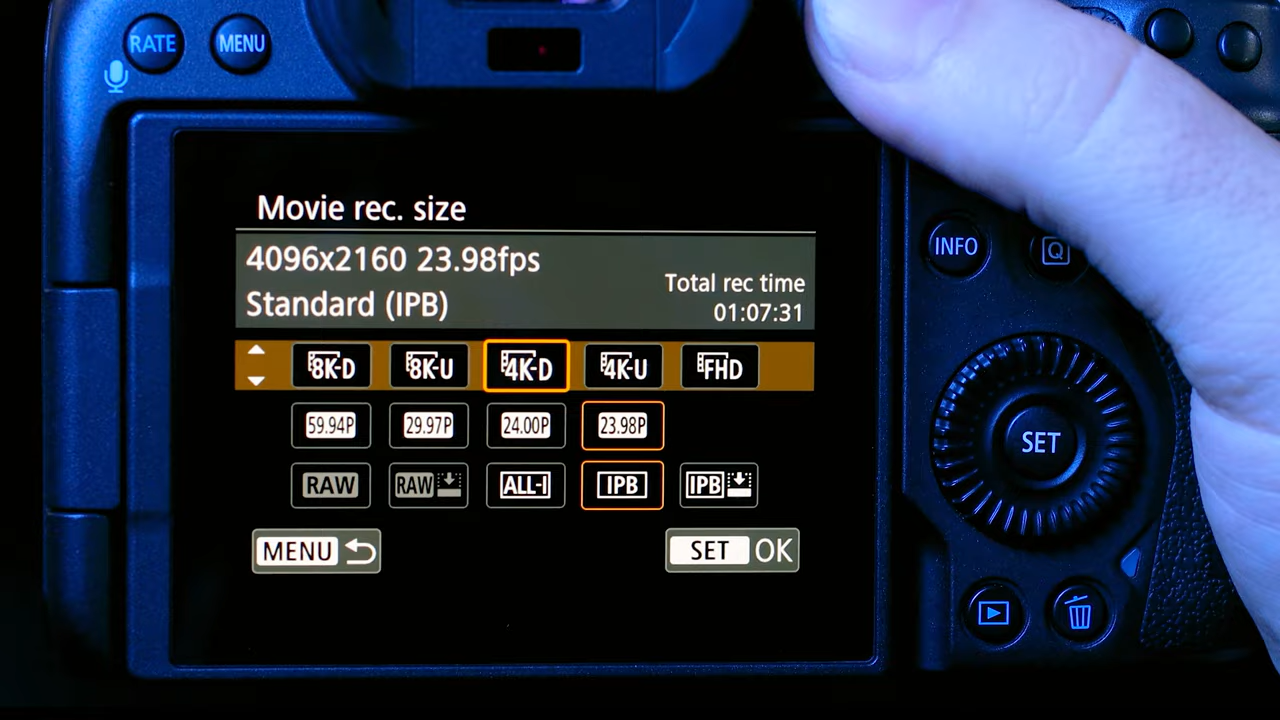 RATE MENU
Movie rec. size
4096x2160 23.98fps
Standard (IPB)
Total rec time
01:07:31
8K-D 8K-U 4K-D 4K-U FHD
59.94P 29.97P 24.00P 23.98P
RAW RAW ALL-I IPB IPB
MENU SET OK
INFO Q
SET